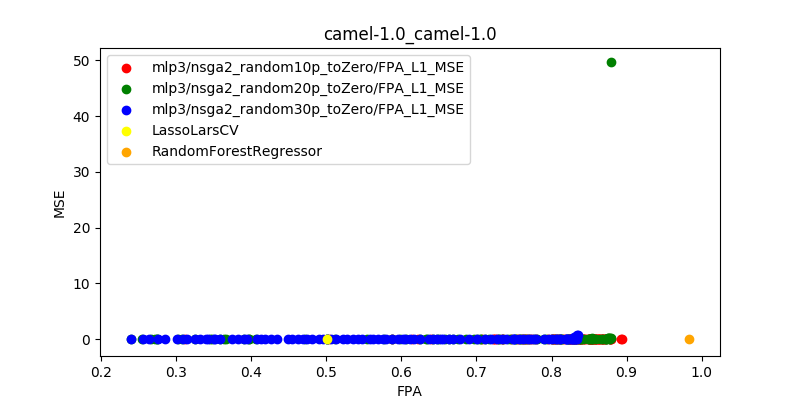 camel-1.0_camel-1.0
mlp3/nsga2_random10p_toZero/FPA_L1_MSE
mlp3/nsga2_random20p_toZero/FPA_L1_MSE
mlp3/nsga2_random30p_toZero/FPA_L1_MSE
LassoLarsCV
RandomForestRegressor
MSE
50
40
30
20
10
0
0.2 0.3 0.4 0.5 0.6 0.7 0.8 0.9 1.0
FPA